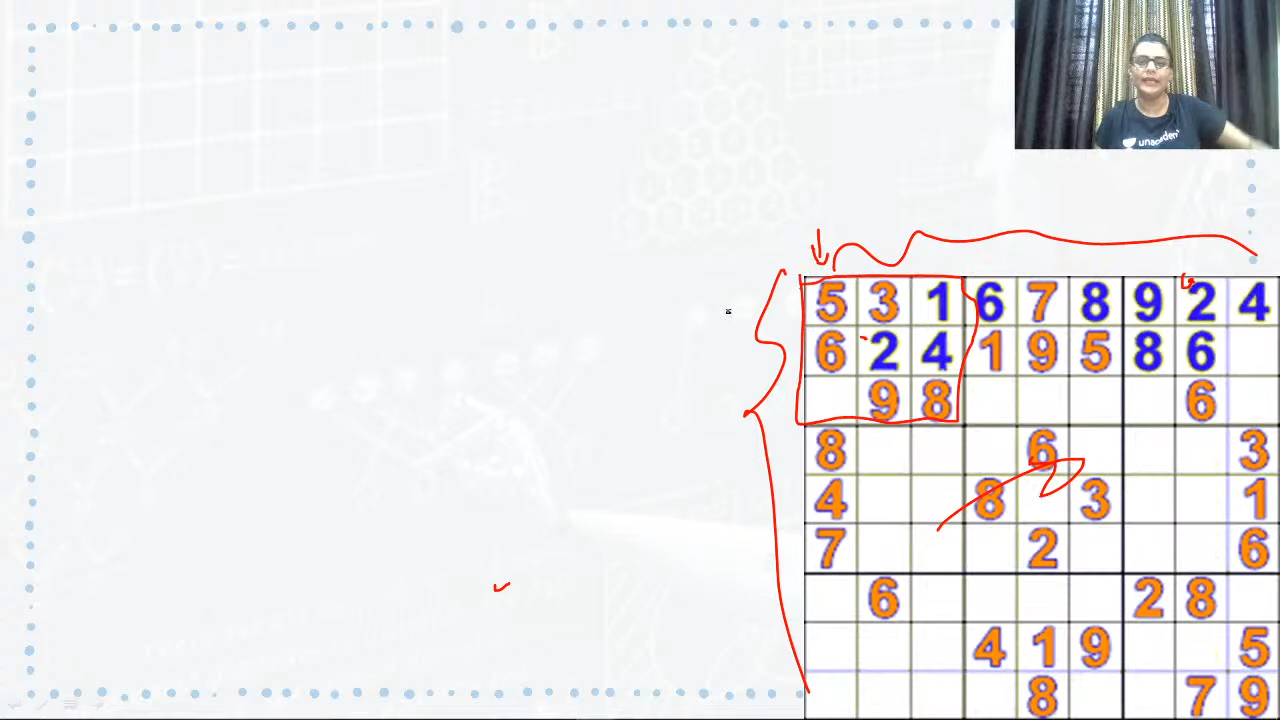 unacaden
5 3 1 6 7 8 9 2 4
6 2 4 1 9 5 8 6
9 8 6
8 6 3
4 8 3 1
7 2 6
6 2 8
4 1 9 5
8 7 9